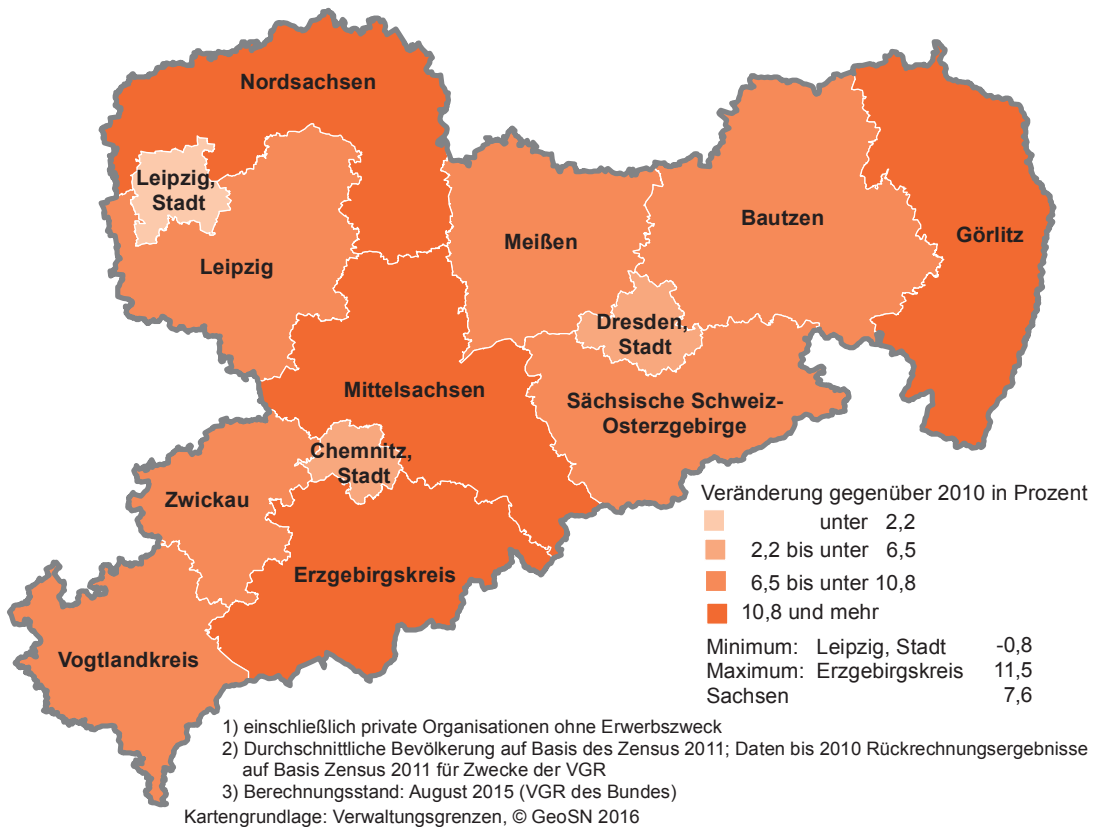 Nordsachsen
Leipzig,
Stadt
Leipzig
Meißen
Bautzen
Görlitz
Dresden,
Stadt
Mittelsachsen
Sächsische Schweiz-
Osterzgebirge
Chemnitz,
Stadt
Zwickau
Erzgebirgskreis
Vogtlandkreis
Veränderung gegenüber 2010 in Prozent
unter 2,2
2,2 bis unter 6,5
6,5 bis unter 10,8
10,8 und mehr
Minimum: Leipzig, Stadt -0,8
Maximum: Erzgebirgskreis 11,5
Sachsen 7,6
1) einschließlich private Organisationen ohne Erwerbszweck
2) Durchschnittliche Bevölkerung auf Basis des Zensus 2011; Daten bis 2010 Rückrechnungsergebnisse
auf Basis Zensus 2011 für Zwecke der VGR
3) Berechnungsstand: August 2015 (VGR des Bundes)
Kartengrundlage: Verwaltungsgrenzen, © GeoSN 2016